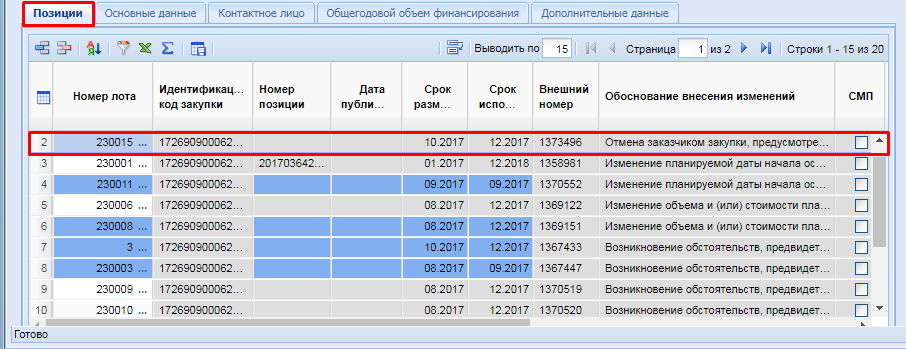 Позиции Основные данные Контактное лицо Общегодовой объем финансирования Дополнительные данные
Выводить по 15 Страница 1 из 2 Строки 1 - 15 из 20
Номер лота Идентификац... код закупки Номер позиции Дата публи... Срок разм... Срок испо... Внешний номер Обоснование внесения изменений СМП
2 230015 ... 172690900062... 10.2017 12.2017 1373496 Отмена заказчиком закупки, предусмотре...
3 230001 ... 172690900062... 201703642... 01.2017 12.2018 1358981 Изменение планируемой даты начала ос...
4 230011 ... 172690900062... 09.2017 09.2017 1370552 Изменение планируемой даты начала ос...
5 230006 ... 172690900062... 08.2017 12.2017 1369122 Изменение объема и (или) стоимости пла...
6 230008 ... 172690900062... 08.2017 12.2017 1369151 Изменение объема и (или) стоимости пла...
7 3 ... 172690900062... 10.2017 12.2017 1367433 Возникновение обстоятельств, предвидет...
8 230003 ... 172690900062... 08.2017 09.2017 1367447 Возникновение обстоятельств, предвидет...
9 230009 ... 172690900062... 08.2017 12.2017 1370519 Возникновение обстоятельств, предвидет...
10 230010 ... 172690900062... 08.2017 12.2017 1370520 Возникновение обстоятельств, предвидет...
Готово